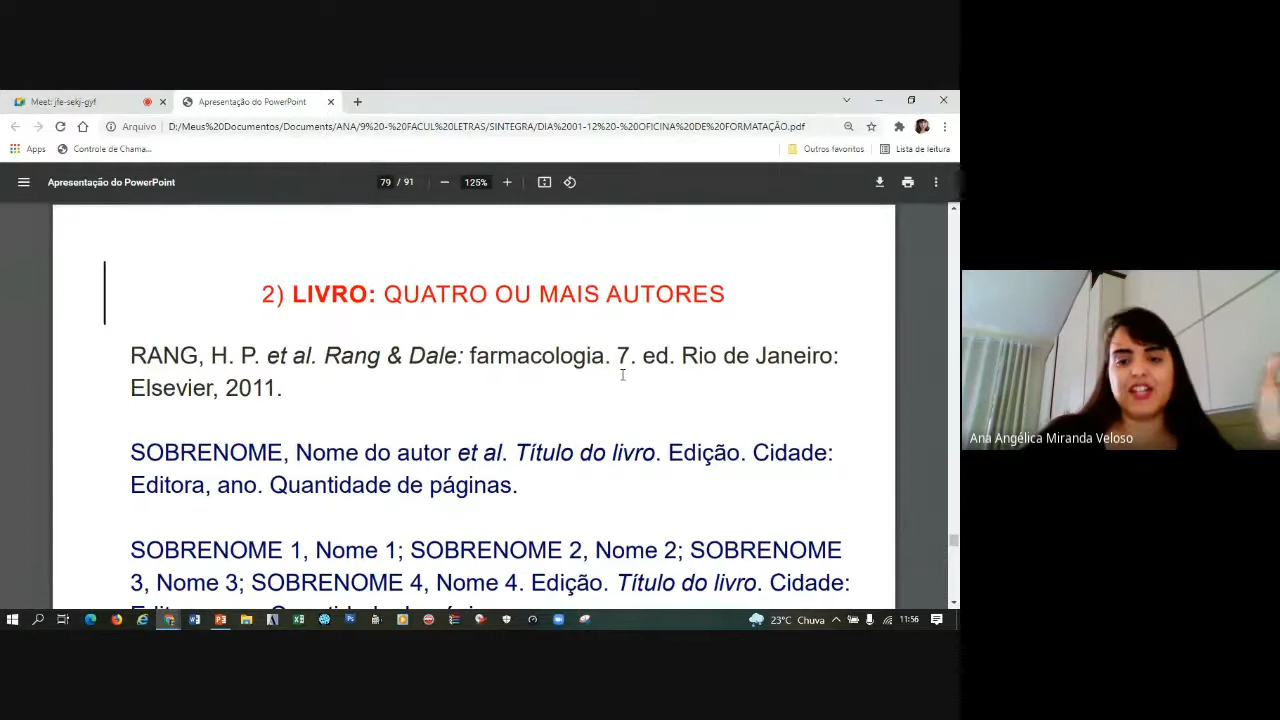 Meet: jfe-sekj-gyf
Apresentação do PowerPoint
Arquivo
D:/Meus%20Documentos/Documents/ANA/9%20-%20FACUL%20LETRAS/SINTEGRA/DIA%2001-12%20-%20OFICINA%20DE%20FORMATAÇÃO.pdf
Apps
Controle de Chama...
Outros favoritos
Lista de leitura
Apresentação do PowerPoint
79 / 91
125%
2) LIVRO: QUATRO OU MAIS AUTORES
RANG, H. P. et al. Rang & Dale: farmacologia. 7. ed. Rio de Janeiro:
Elsevier, 2011.
SOBRENOME, Nome do autor et al. Título do livro. Edição. Cidade:
Editora, ano. Quantidade de páginas.
SOBRENOME 1, Nome 1; SOBRENOME 2, Nome 2; SOBRENOME
3, Nome 3; SOBRENOME 4, Nome 4. Edição. Título do livro. Cidade:
Ana Angélica Miranda Veloso
23°C Chuva
11:56